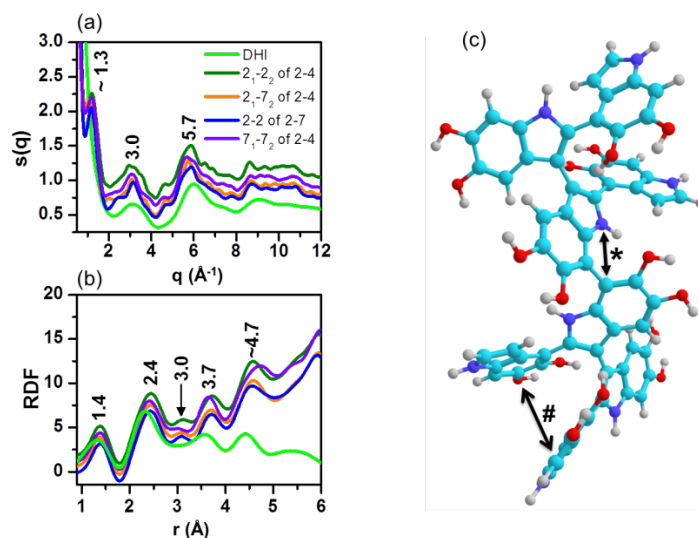 (a)
3.0
2.5
2.0
1.5
1.0
0.5
s(q)
~ 1.3
3.0
5.7
DHI
2₁-2₂ of 2-4
2₁-7₂ of 2-4
2-2 of 2-7
7₁-7₂ of 2-4
2 4 6 8 10 12
q (Å⁻¹)
(b)
20
15
10
5
0
RDF
1.4
2.4
3.0
3.7
~4.7
1 2 3 4 5 6
r (Å)
(c)
*
#